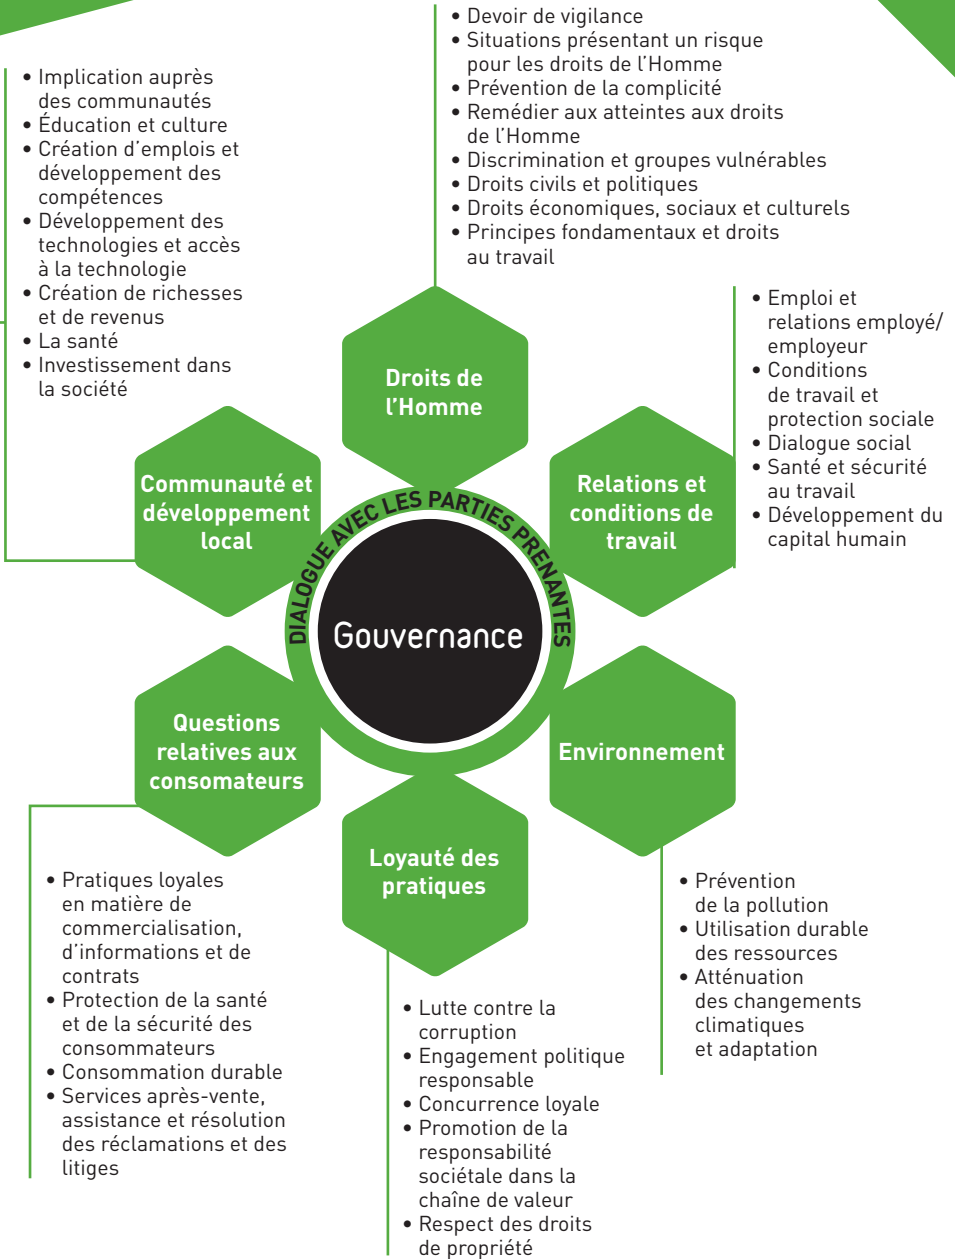 • Devoir de vigilance
• Situations présentant un risque
pour les droits de l’Homme
• Prévention de la complicité
• Remédier aux atteintes aux droits
de l’Homme
• Discrimination et groupes vulnérables
• Droits civils et politiques
• Droits économiques, sociaux et culturels
• Principes fondamentaux et droits
au travail
• Implication auprès
des communautés
• Éducation et culture
• Création d’emplois et
développement des
compétences
• Développement des
technologies et accès
à la technologie
• Création de richesses
et de revenus
• La santé
• Investissement dans
la société
• Emploi et
relations employé/
employeur
• Conditions
de travail et
protection sociale
• Dialogue social
• Santé et sécurité
au travail
• Développement du
capital humain
Droits de
l’Homme
Communauté et
développement
local
Relations et
conditions de
travail
DIALOGUE AVEC LES PARTIES PRENANTES
Gouvernance
Questions
relatives aux
consomateurs
Environnement
Loyauté des
pratiques
• Pratiques loyales
en matière de
commercialisation,
d’informations et de
contrats
• Protection de la santé
et de la sécurité des
consommateurs
• Consommation durable
• Services après-vente,
assistance et résolution
des réclamations et des
litiges
• Lutte contre la
corruption
• Engagement politique
responsable
• Concurrence loyale
• Promotion de la
responsabilité
sociétale dans la
chaîne de valeur
• Respect des droits
de propriété
• Prévention
de la pollution
• Utilisation durable
des ressources
• Atténuation
des changements
climatiques
et adaptation